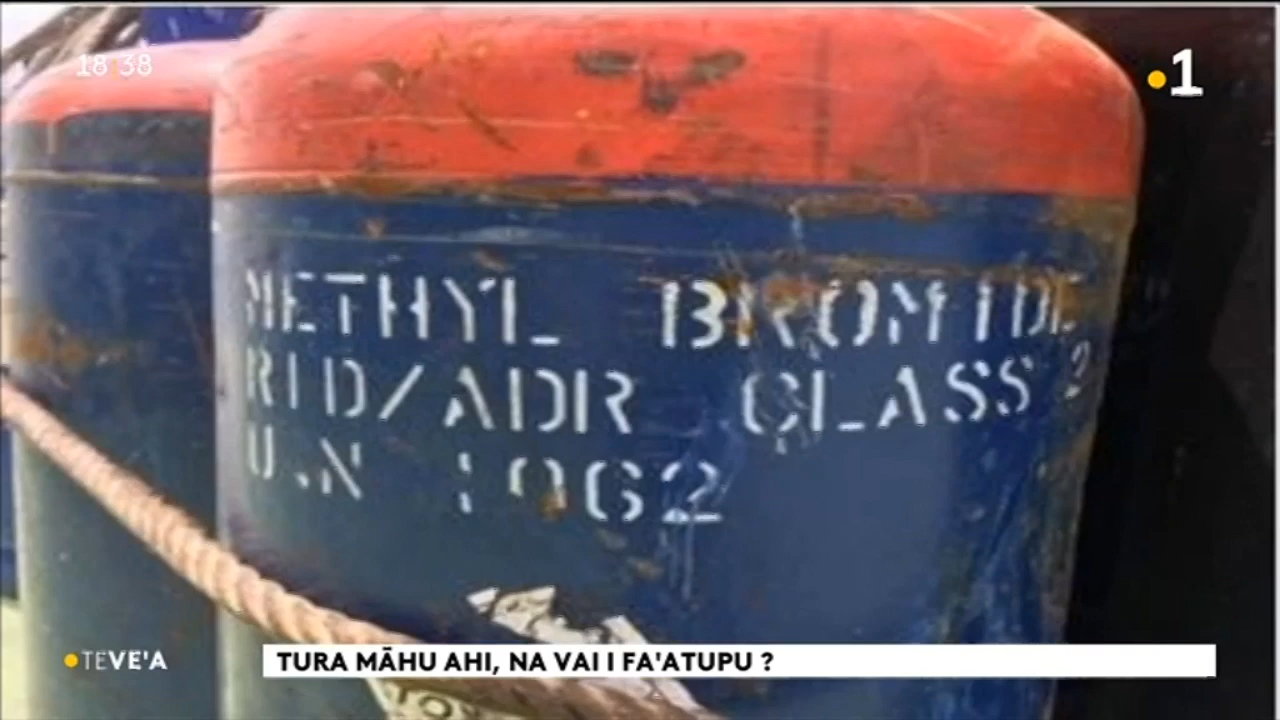 18:38
1
METHYL BROMIDE
RID/ADR CLASS 2
U.N 1062
TEVE'A
TURA MĀHU AHI, NA VAI I FA'ATUPU ?